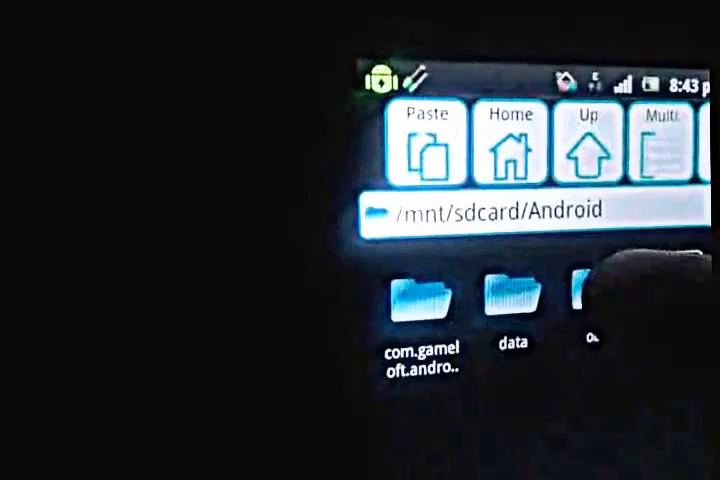 8:43
Paste Home Up Multi
/mnt/sdcard/Android
com.gamel
oft.andro..
data